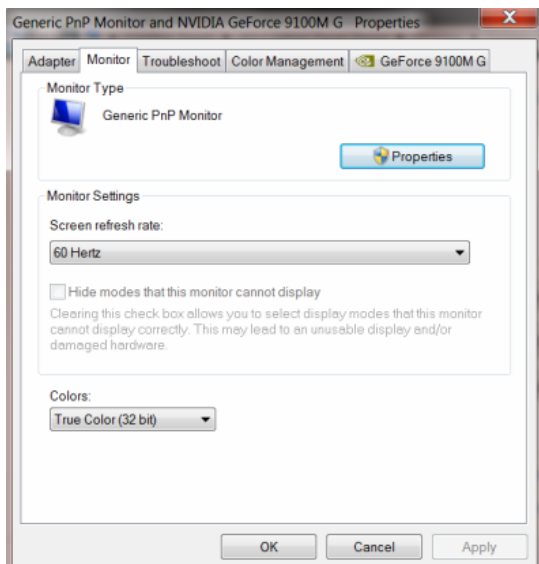 Generic PnP Monitor and NVIDIA GeForce 9100M G Properties
Adapter Monitor Troubleshoot Color Management GeForce 9100M G
Monitor Type
Generic PnP Monitor
Properties
Monitor Settings
Screen refresh rate:
60 Hertz
Hide modes that this monitor cannot display
Clearing this check box allows you to select display modes that this monitor
cannot display correctly. This may lead to an unusable display and/or
damaged hardware.
Colors:
True Color (32 bit)
OK Cancel Apply